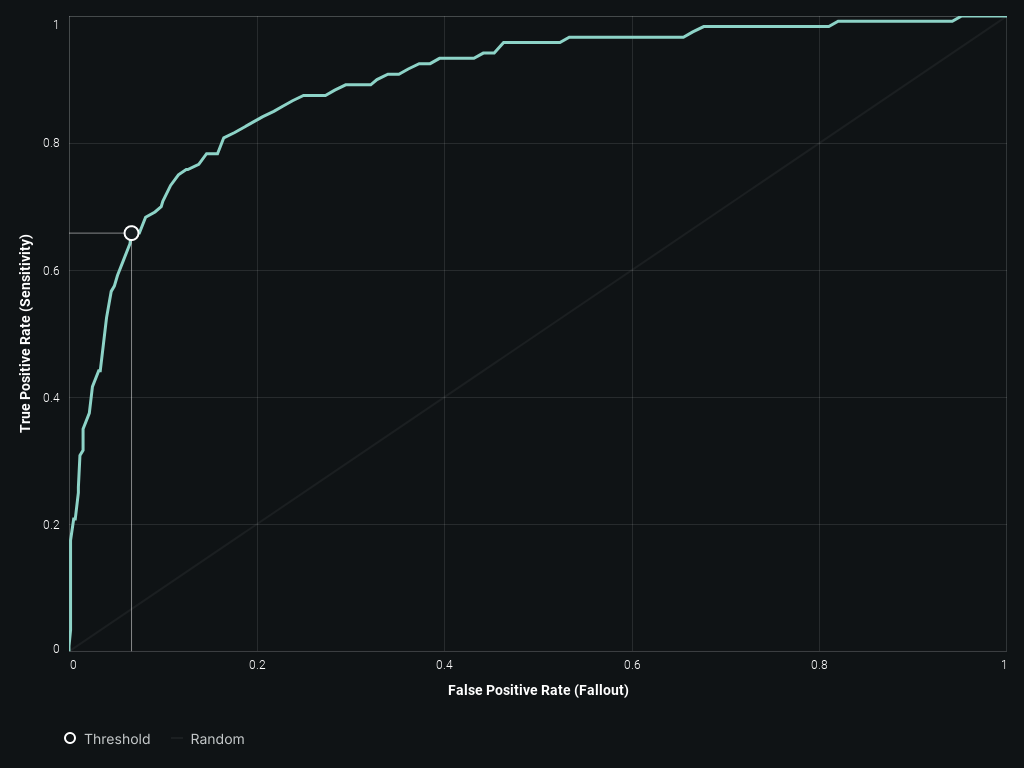 1
0.8
0.6
0.4
0.2
0
True Positive Rate (Sensitivity)
0 0.2 0.4 0.6 0.8 1
False Positive Rate (Fallout)
Threshold Random